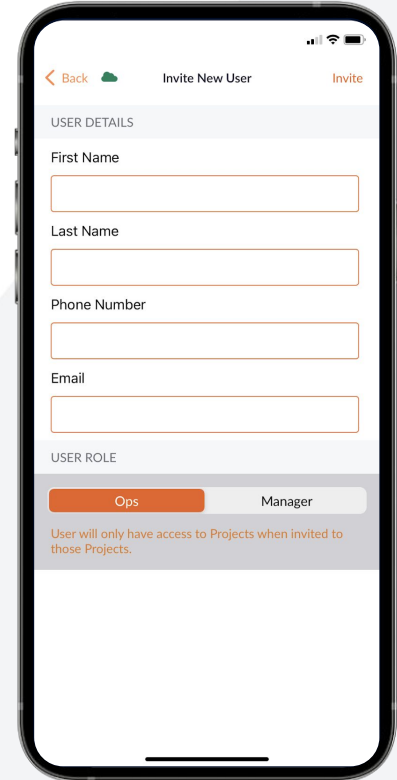 Back
Invite New User
Invite
USER DETAILS
First Name
Last Name
Phone Number
Email
USER ROLE
Ops
Manager
User will only have access to Projects when invited to
those Projects.